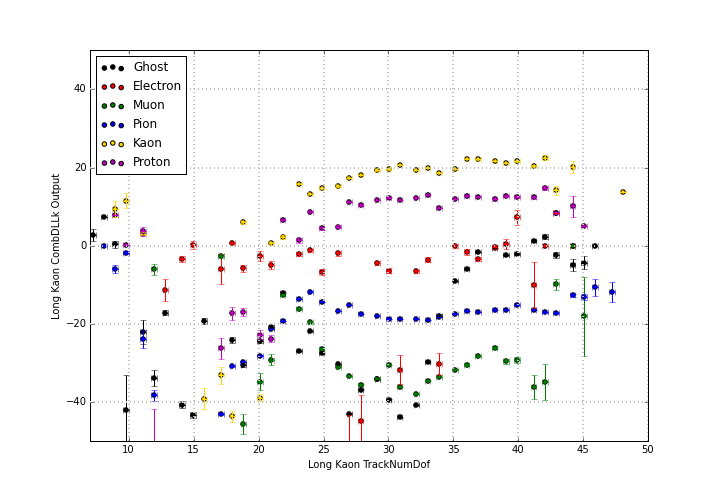 Ghost
Electron
Muon
Pion
Kaon
Proton
40
20
0
−20
−40
10
15
20
25
30
35
40
45
50
Long Kaon CombDLLk Output
Long Kaon TrackNumDof